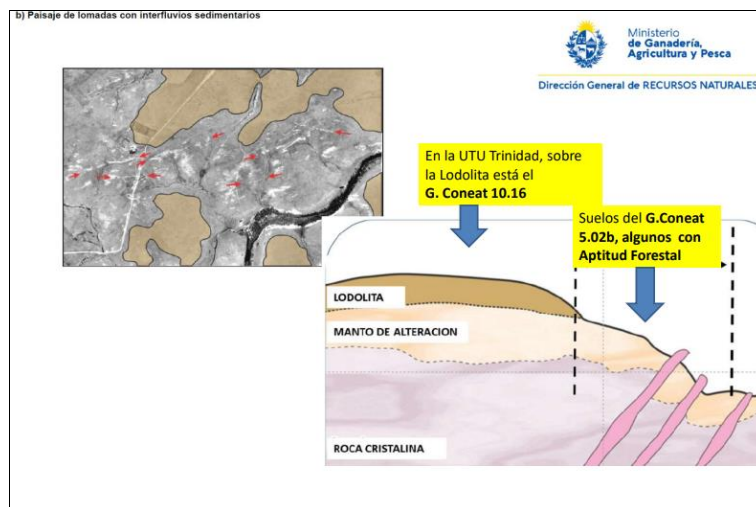 b) Paisaje de lomadas con interfluvios sedimentarios
Ministerio
de Ganadería,
Agricultura y Pesca
Dirección General de RECURSOS NATURALES
En la UTU Trinidad, sobre
la Lodolita está el
G. Coneat 10.16
Suelos del G.Coneat
5.02b, algunos con
Aptitud Forestal
LODOLITA
MANTO DE ALTERACION
ROCA CRISTALINA